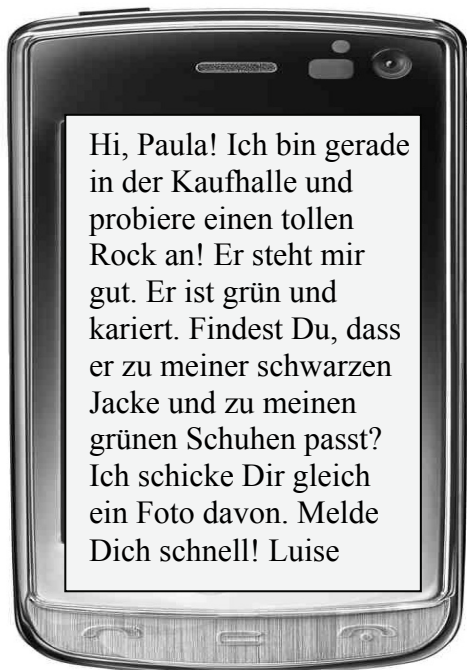 Hi, Paula! Ich bin gerade
in der Kaufhalle und
probiere einen tollen
Rock an! Er steht mir
gut. Er ist grün und
kariert. Findest Du, dass
er zu meiner schwarzen
Jacke und zu meinen
grünen Schuhen passt?
Ich schicke Dir gleich
ein Foto davon. Melde
Dich schnell! Luise